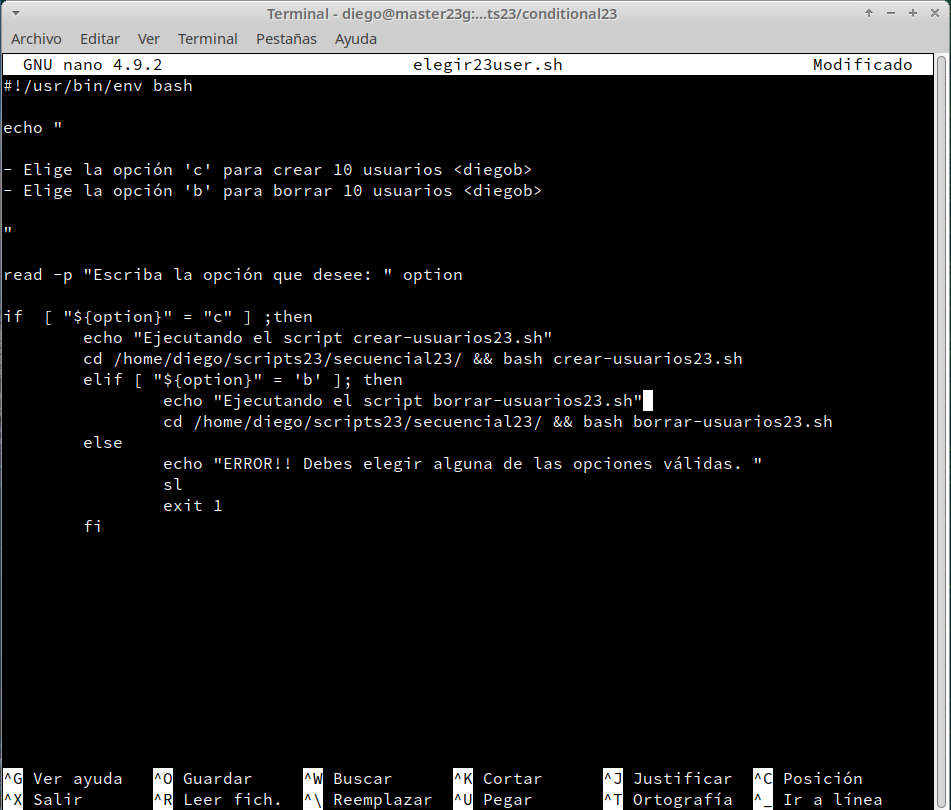 Terminal - diego@master23g:...ts23/conditional23
Archivo Editar Ver Terminal Pestañas Ayuda
GNU nano 4.9.2 elegir23user.sh Modificado
#!/usr/bin/env bash
echo "
- Elige la opción 'c' para crear 10 usuarios <diegob>
- Elige la opción 'b' para borrar 10 usuarios <diegob>
"
read -p "Escriba la opción que desee: " option
if  [ "${option}" = "c" ] ;then
        echo "Ejecutando el script crear-usuarios23.sh"
        cd /home/diego/scripts23/secuencial23/ && bash crear-usuarios23.sh
        elif [ "${option}" = 'b' ]; then
                echo "Ejecutando el script borrar-usuarios23.sh"
                cd /home/diego/scripts23/secuencial23/ && bash borrar-usuarios23.sh
        else
                echo "ERROR!! Debes elegir alguna de las opciones válidas. "
                sl
                exit 1
        fi
^G Ver ayuda ^O Guardar ^W Buscar ^K Cortar ^J Justificar ^C Posición
^X Salir ^R Leer fich. ^\ Reemplazar ^U Pegar ^T Ortografía ^_ Ir a línea